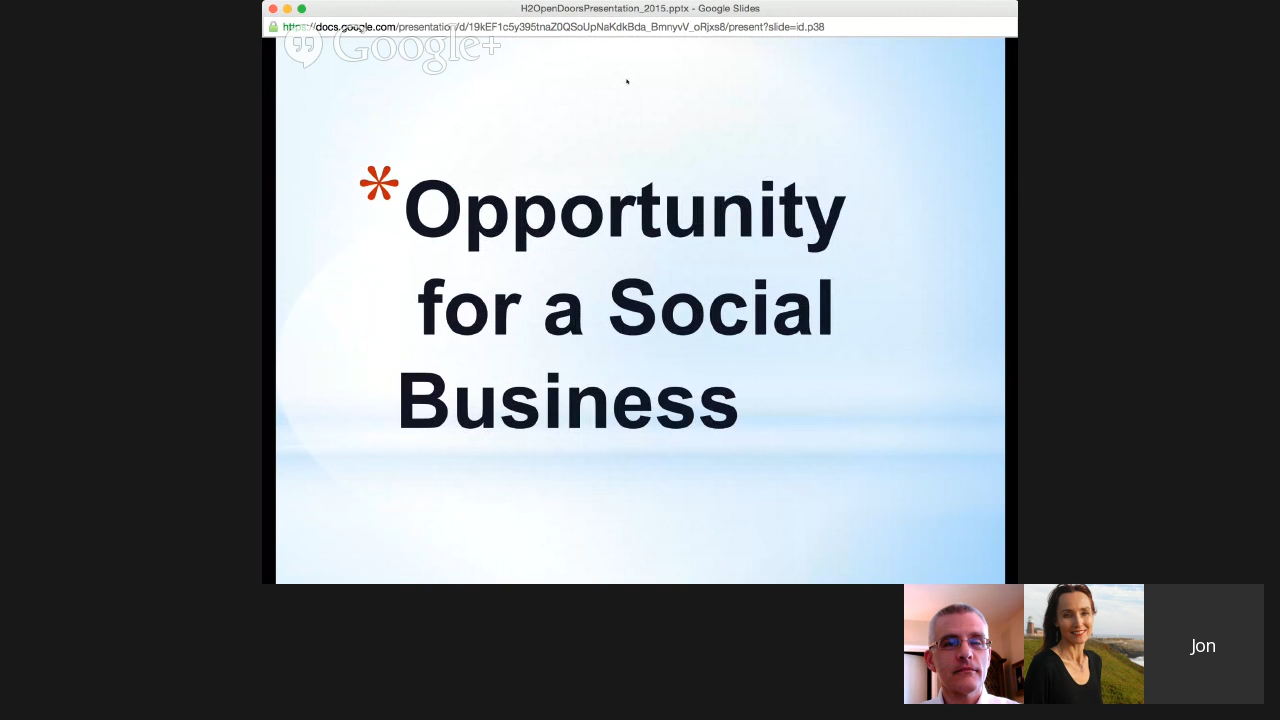 H2OpenDoorsPresentation_2015.pptx - Google Slides
https://docs.google.com/presentation/d/19kEF1c5y395tnaZ0QSoUpNaKdkBda_BmnyvV_oRjxs8/present?slide=id.p38
Google+
*Opportunity
for a Social
Business
Jon